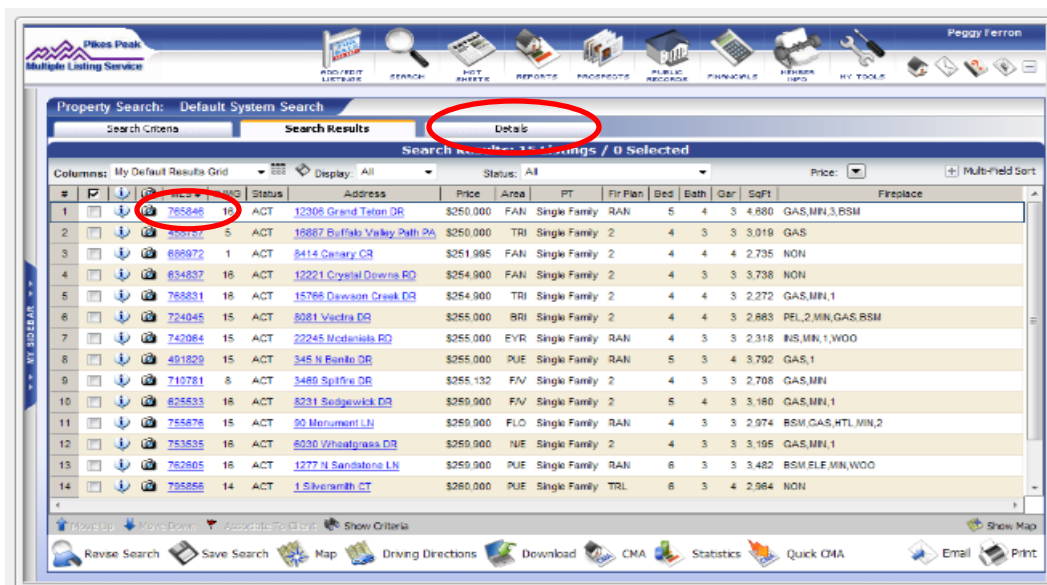 Pikes Peak
Multiple Listing Service
Peggy Ferron
ADD/EDIT LISTINGS SEARCH HOT SHEETS REPORTS PROSPECTS PUBLIC RECORDS FINANCIALS MEMBER INFO MY TOOLS
Property Search: Default System Search
Search Criteria Search Results Details
Search Results: 15 Listings / 0 Selected
Columns: My Default Results Grid Display: All Status: All Price: Multi-Field Sort
# MLS # Status Address Price Area PT Flr Plan Bed Bath Gar SqFt Fireplace
1 765846 16 ACT 12306 Grand Teton DR $250,000 FAN Single Family RAN 5 4 3 4,680 GAS,MIN,3,BSM
2 5 ACT 16887 Buffalo Valley Path PA $250,000 TRI Single Family 2 4 3 3 3,019 GAS
3 686972 1 ACT 8414 Canary CR $251,995 FAN Single Family 2 4 4 4 2,735 NON
4 634837 16 ACT 12221 Crystal Downs RD $254,900 FAN Single Family 2 4 3 3 3,738 NON
5 768831 16 ACT 15766 Dawson Creek DR $254,900 TRI Single Family 2 4 4 3 2,272 GAS,MIN,1
6 724045 15 ACT 8081 Vectra DR $255,000 BRI Single Family 2 4 4 3 2,663 PEL,2,MIN,GAS,BSM
7 742064 15 ACT 22245 Mcdaniels RD $255,000 EYR Single Family RAN 4 3 3 2,318 INS,MIN,1,WOO
8 491829 15 ACT 345 N Benito DR $255,000 PUE Single Family RAN 5 3 4 3,792 GAS,1
9 710781 8 ACT 3489 Spitfire DR $255,132 F/V Single Family 2 4 3 3 2,708 GAS,MIN
10 625533 16 ACT 8231 Sedgewick DR $259,900 F/V Single Family 2 5 4 3 3,160 GAS,MIN,1
11 755876 15 ACT 90 Monument LN $259,900 FLO Single Family RAN 4 3 3 2,974 BSM,GAS,HTL,MIN,2
12 753535 16 ACT 6030 Wheatgrass DR $259,900 N/E Single Family 2 4 3 3 3,195 GAS,MIN,1
13 762605 16 ACT 1277 N Sandstone LN $259,900 PUE Single Family RAN 6 3 3 3,482 BSM,ELE,MIN,WOO
14 795856 14 ACT 1 Silversmith CT $260,000 PUE Single Family TRL 6 3 4 2,964 NON
MY SIDEBAR
Move Up Move Down Associate To Client Show Criteria Show Map
Revise Search Save Search Map Driving Directions Download CMA Statistics Quick CMA Email Print